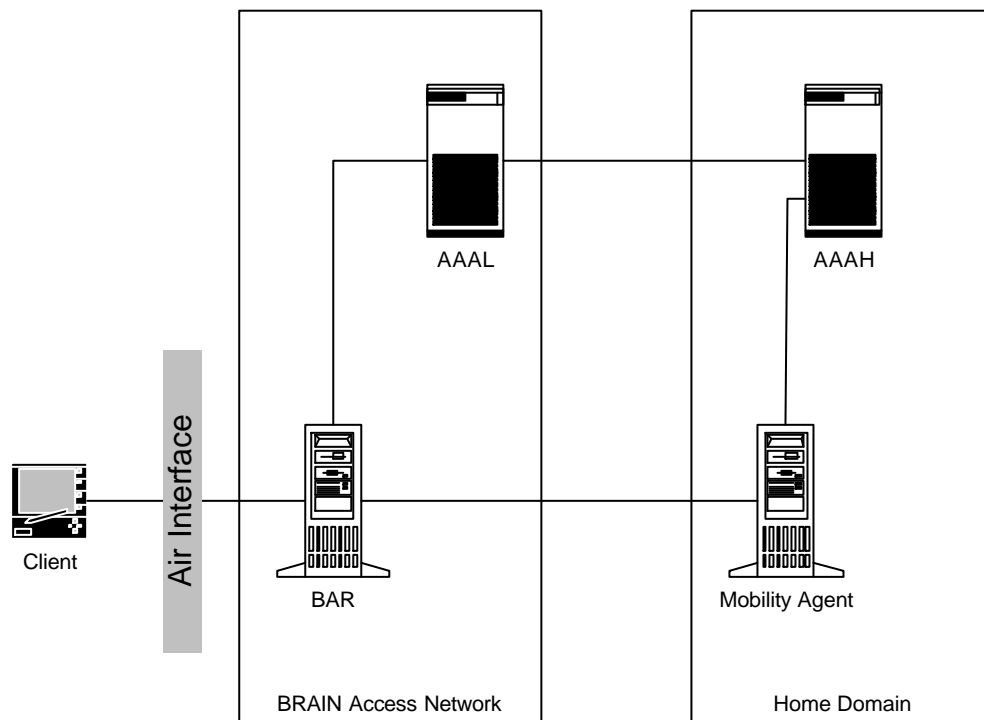 AAAL
AAAH
Air Interface
Client
BAR
Mobility Agent
BRAIN Access Network
Home Domain